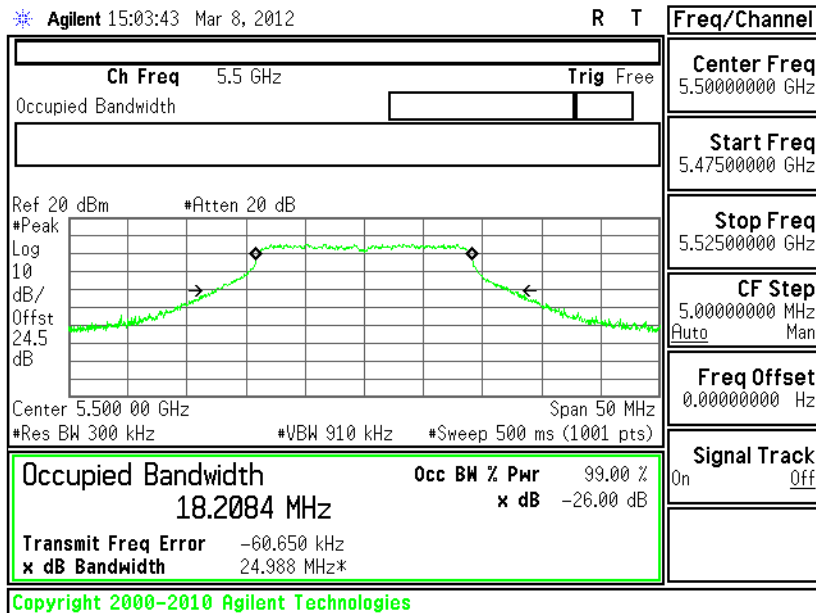 Agilent 15:03:43 Mar 8, 2012 R T
Freq/Channel
Ch Freq 5.5 GHz Trig Free
Occupied Bandwidth
Center Freq
5.50000000 GHz
Start Freq
5.47500000 GHz
Stop Freq
5.52500000 GHz
CF Step
5.00000000 MHz
Auto Man
Freq Offset
0.00000000 Hz
Signal Track
On Off
Ref 20 dBm #Atten 20 dB
#Peak
Log
10
dB/
Offst
24.5
dB
Center 5.500 00 GHz Span 50 MHz
#Res BW 300 kHz #VBW 910 kHz #Sweep 500 ms (1001 pts)
Occupied Bandwidth
18.2084 MHz
Occ BW % Pwr 99.00 %
x dB -26.00 dB
Transmit Freq Error -60.650 kHz
x dB Bandwidth 24.988 MHz*
Copyright 2000-2010 Agilent Technologies